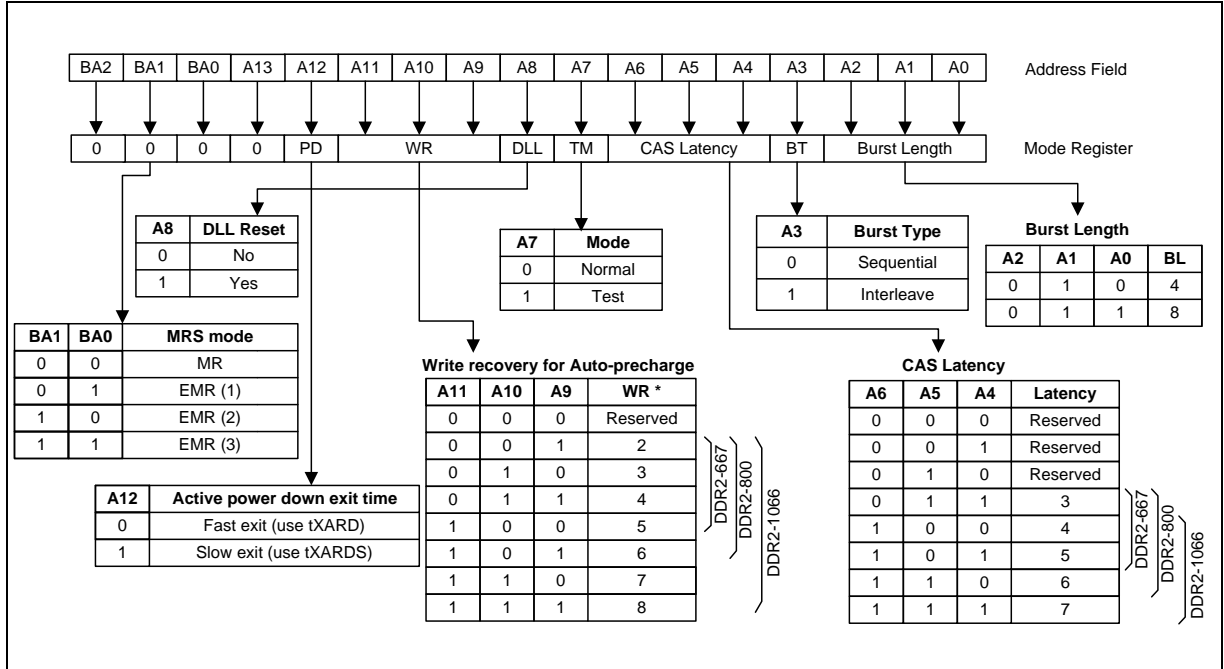 BA2 BA1 BA0 A13 A12 A11 A10 A9 A8 A7 A6 A5 A4 A3 A2 A1 A0 Address Field
0 0 0 0 PD WR DLL TM CAS Latency BT Burst Length Mode Register
A8 DLL Reset
0 No
1 Yes
A7 Mode
0 Normal
1 Test
A3 Burst Type
0 Sequential
1 Interleave
Burst Length
A2 A1 A0 BL
0 1 0 4
0 1 1 8
BA1 BA0 MRS mode
0 0 MR
0 1 EMR (1)
1 0 EMR (2)
1 1 EMR (3)
A12 Active power down exit time
0 Fast exit (use tXARD)
1 Slow exit (use tXARDS)
Write recovery for Auto-precharge
A11 A10 A9 WR *
0 0 0 Reserved
0 0 1 2
0 1 0 3
0 1 1 4
1 0 0 5
1 0 1 6
1 1 0 7
1 1 1 8
DDR2-667
DDR2-800
DDR2-1066
CAS Latency
A6 A5 A4 Latency
0 0 0 Reserved
0 0 1 Reserved
0 1 0 Reserved
0 1 1 3
1 0 0 4
1 0 1 5
1 1 0 6
1 1 1 7
DDR2-667
DDR2-800
DDR2-1066